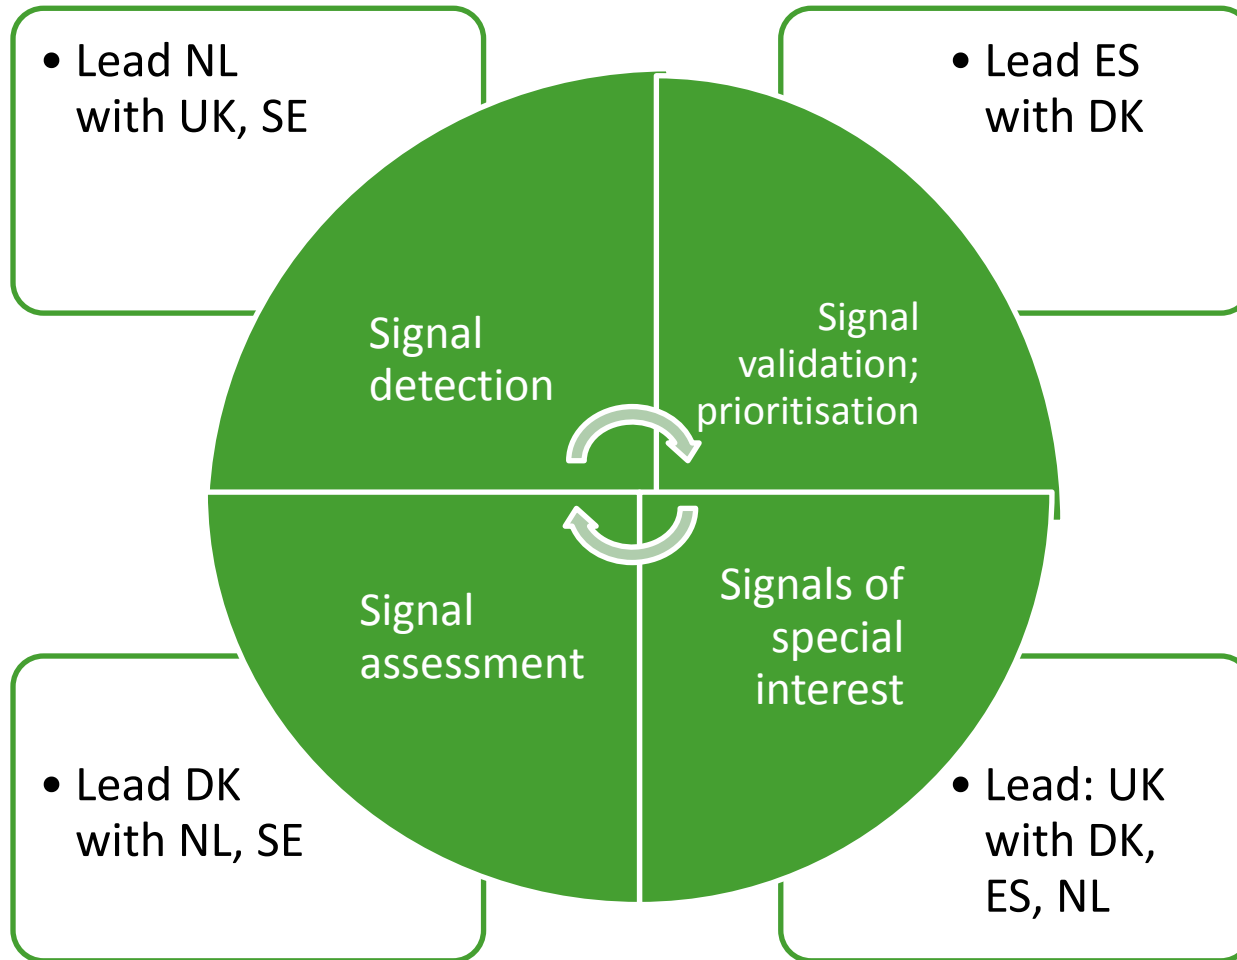 • Lead NL
with UK, SE
• Lead ES
with DK
Signal
detection
Signal
validation;
prioritisation
Signal
assessment
Signals of
special
interest
• Lead DK
with NL, SE
• Lead: UK
with DK,
ES, NL